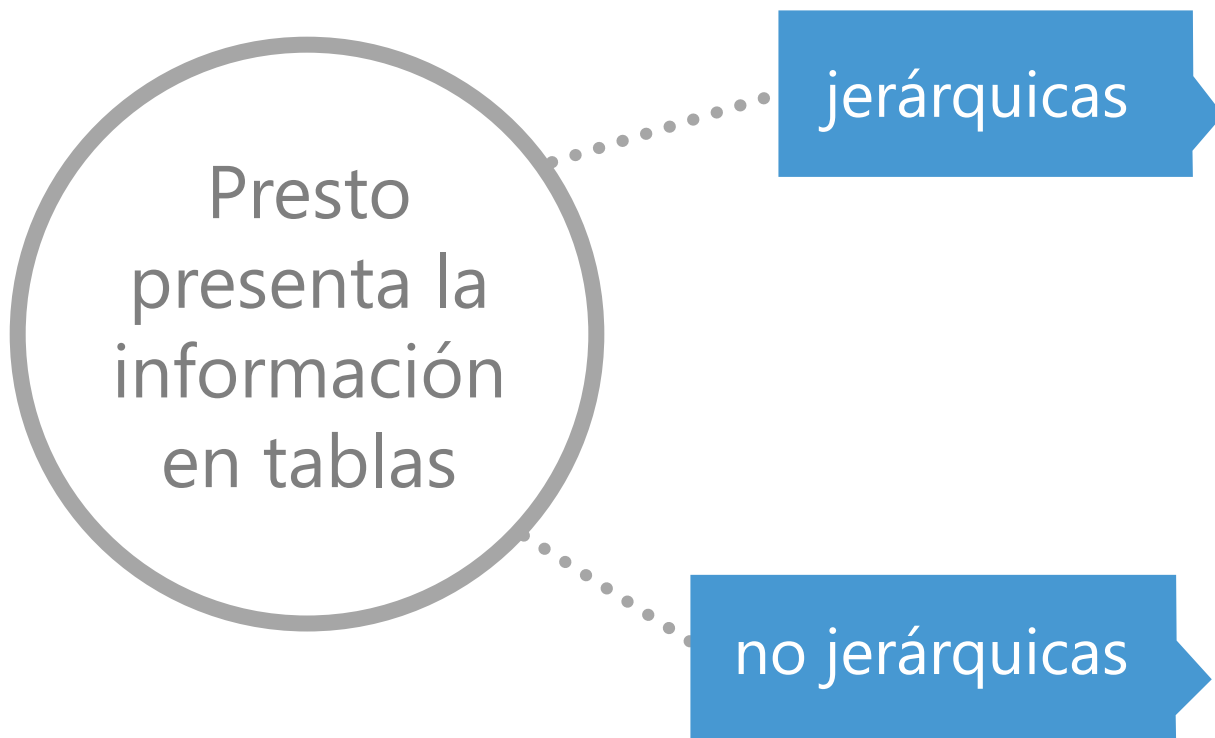 Presto
presenta la
información
en tablas
jerárquicas
no jerárquicas